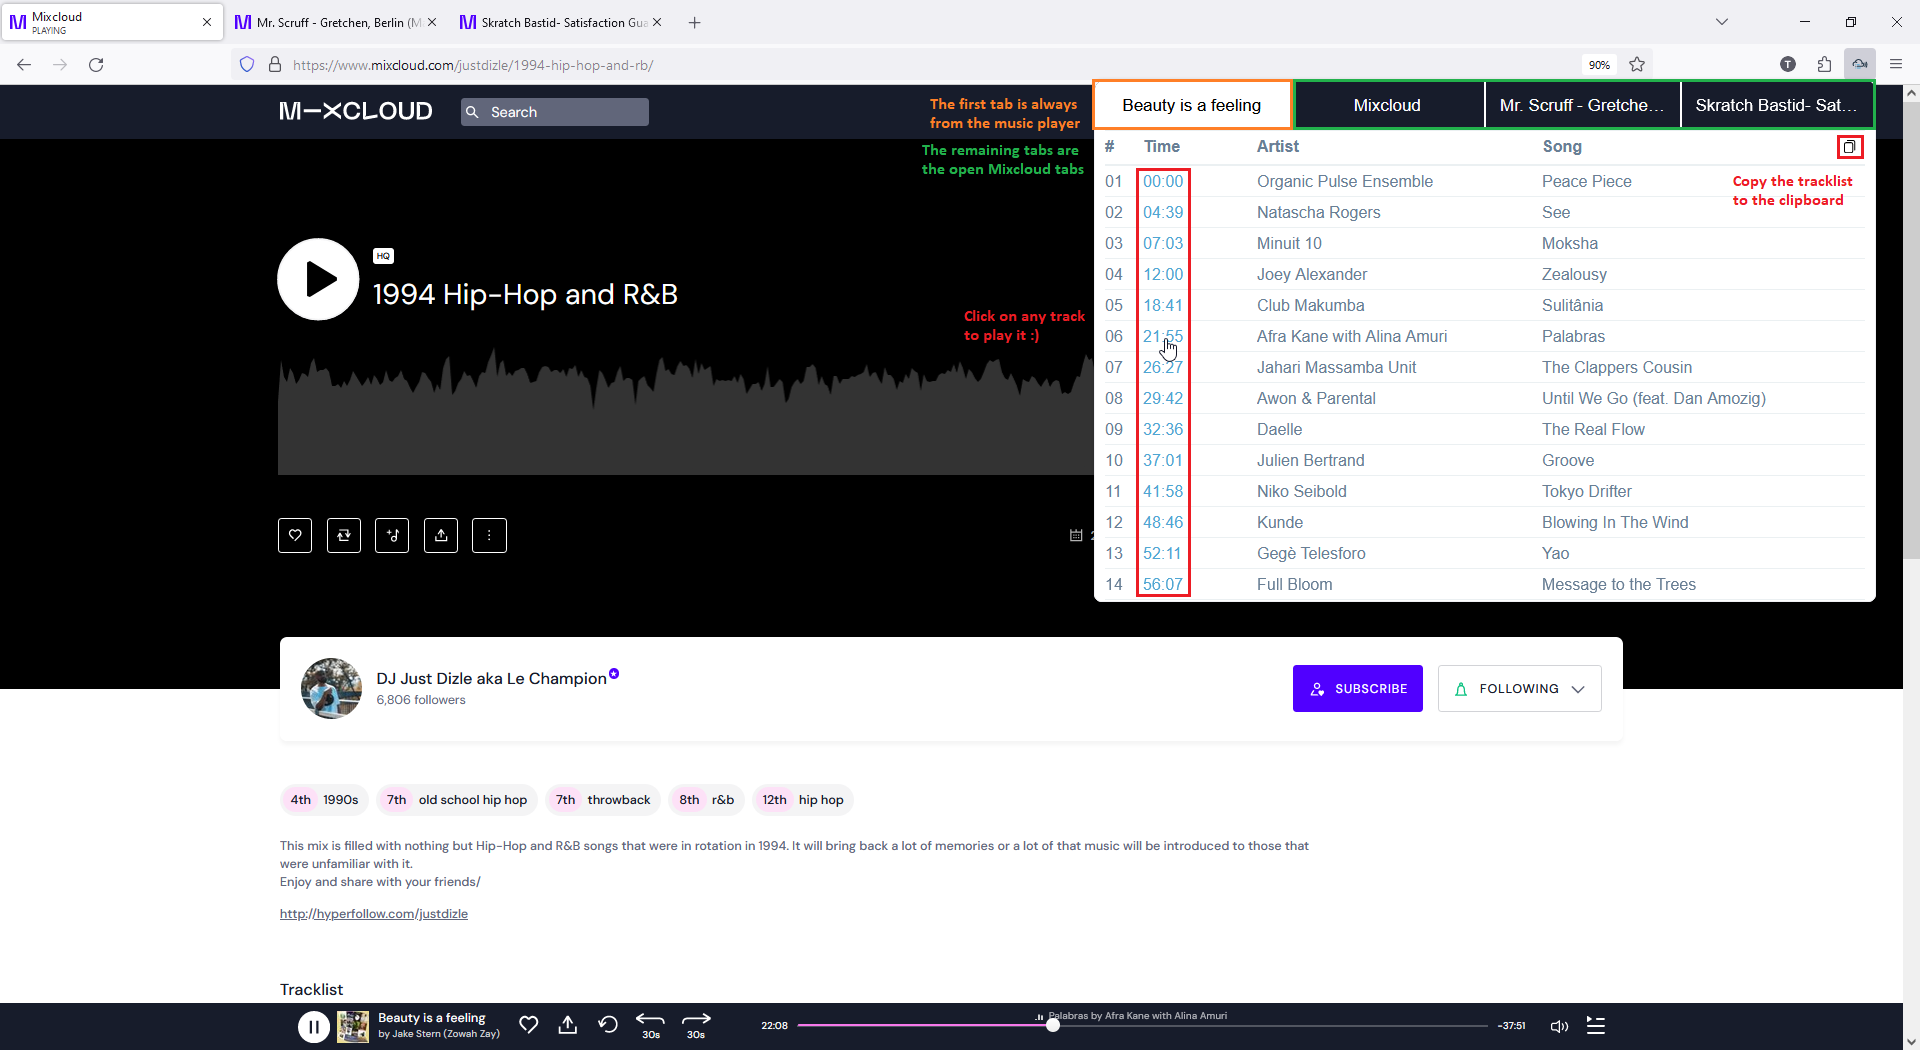 Mixcloud
PLAYING
Mr. Scruff - Gretchen, Berlin (M
Skratch Bastid- Satisfaction Gua
https://www.mixcloud.com/justdizle/1994-hip-hop-and-rb/
90%
T
M-XCLOUD
Search
The first tab is always
from the music player
The remaining tabs are
the open Mixcloud tabs
Beauty is a feeling
Mixcloud
Mr. Scruff - Gretche...
Skratch Bastid- Sat...
# Time Artist Song
01 00:00 Organic Pulse Ensemble Peace Piece
02 04:39 Natascha Rogers See
03 07:03 Minuit 10 Moksha
04 12:00 Joey Alexander Zealousy
05 18:41 Club Makumba Sulitânia
06 21:55 Afra Kane with Alina Amuri Palabras
07 26:27 Jahari Massamba Unit The Clappers Cousin
08 29:42 Awon & Parental Until We Go (feat. Dan Amozig)
09 32:36 Daelle The Real Flow
10 37:01 Julien Bertrand Groove
11 41:58 Niko Seibold Tokyo Drifter
12 48:46 Kunde Blowing In The Wind
13 52:11 Gegè Telesforo Yao
14 56:07 Full Bloom Message to the Trees
Copy the tracklist
to the clipboard
Click on any track
to play it :)
HQ
1994 Hip-Hop and R&B
DJ Just Dizle aka Le Champion
6,806 followers
SUBSCRIBE
FOLLOWING
4th 1990s
7th old school hip hop
7th throwback
8th r&b
12th hip hop
This mix is filled with nothing but Hip-Hop and R&B songs that were in rotation in 1994. It will bring back a lot of memories or a lot of that music will be introduced to those that
were unfamiliar with it.
Enjoy and share with your friends/
http://hyperfollow.com/justdizle
Tracklist
Beauty is a feeling
by Jake Stern (Zowah Zay)
30s
30s
22:08
Palabras by Afra Kane with Alina Amuri
-37:51